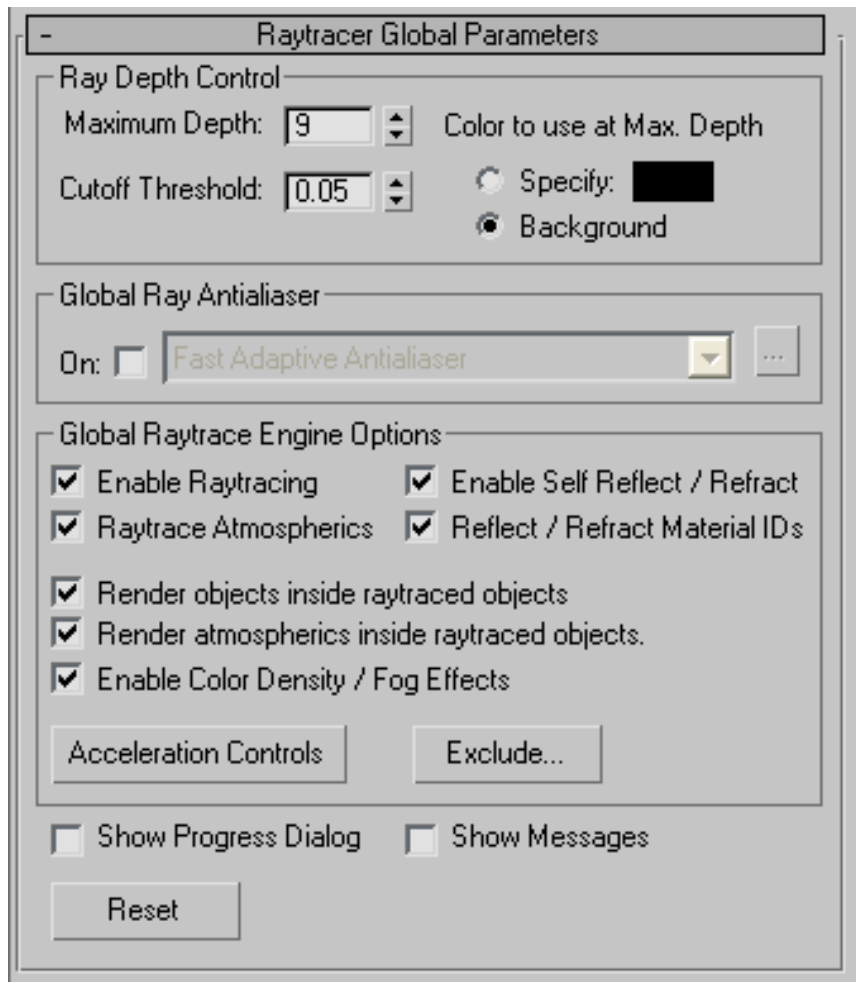 - Raytracer Global Parameters
Ray Depth Control
Maximum Depth: 9 Color to use at Max. Depth
Cutoff Threshold: 0.05 Specify:
Background
Global Ray Antialiaser
On: Fast Adaptive Antialiaser ...
Global Raytrace Engine Options
Enable Raytracing Enable Self Reflect / Refract
Raytrace Atmospherics Reflect / Refract Material IDs
Render objects inside raytraced objects
Render atmospherics inside raytraced objects.
Enable Color Density / Fog Effects
Acceleration Controls Exclude...
Show Progress Dialog Show Messages
Reset